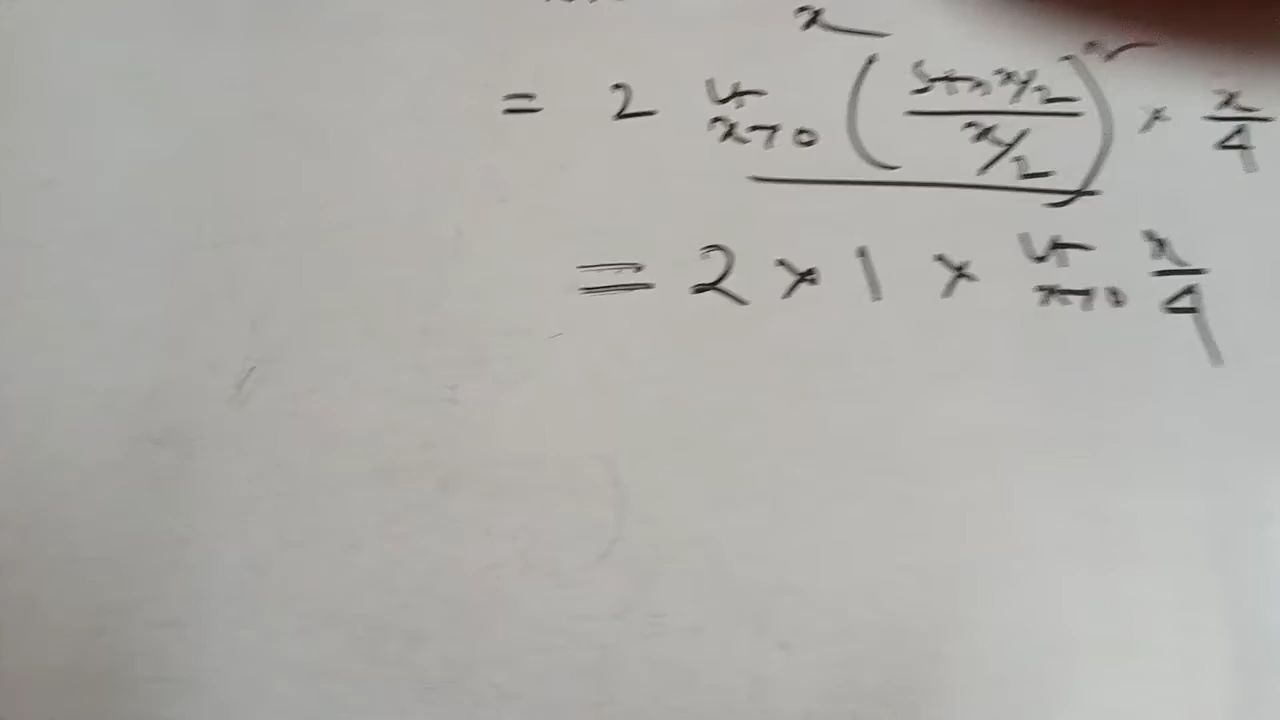 x
= 2 Lt x→0 (sin x/2 / x/2)² × x/4
= 2 × 1 × Lt x→0 x/4